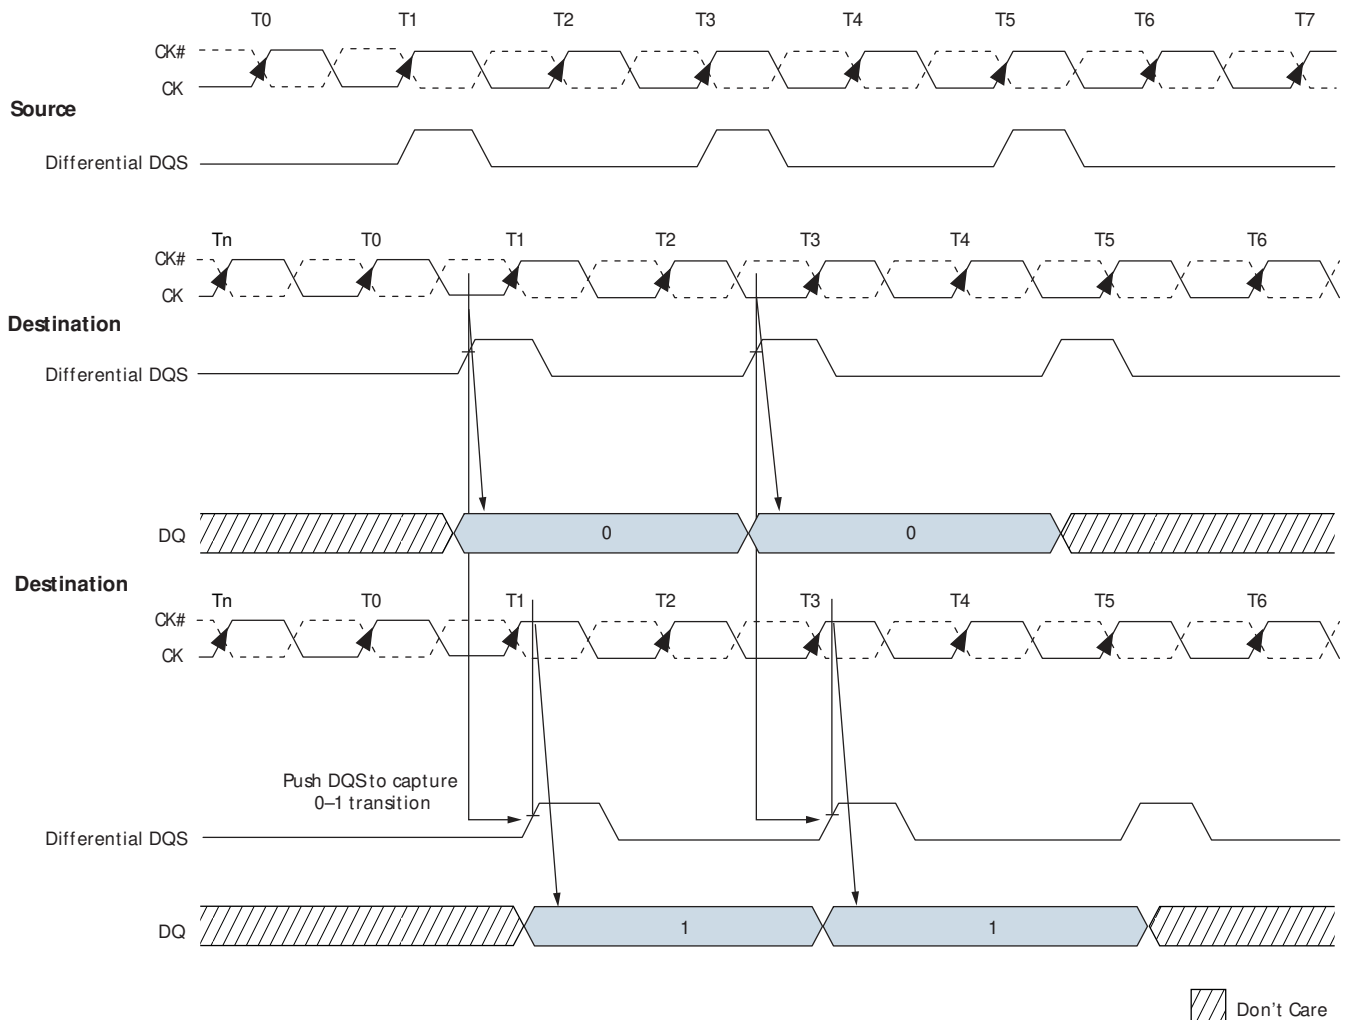 T0 T1 T2 T3 T4 T5 T6 T7
CK#
CK
Source
Differential DQS
Tn T0 T1 T2 T3 T4 T5 T6
CK#
CK
Destination
Differential DQS
DQ 0 0
Destination
Tn T0 T1 T2 T3 T4 T5 T6
CK#
CK
Push DQS to capture
0–1 transition
Differential DQS
DQ 1 1
Don't Care